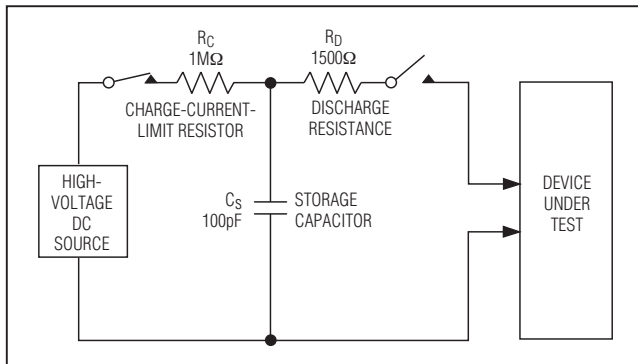 R_C
1MΩ
CHARGE-CURRENT-
LIMIT RESISTOR
R_D
1500Ω
DISCHARGE
RESISTANCE
HIGH-
VOLTAGE
DC
SOURCE
C_S
100pF
STORAGE
CAPACITOR
DEVICE
UNDER
TEST